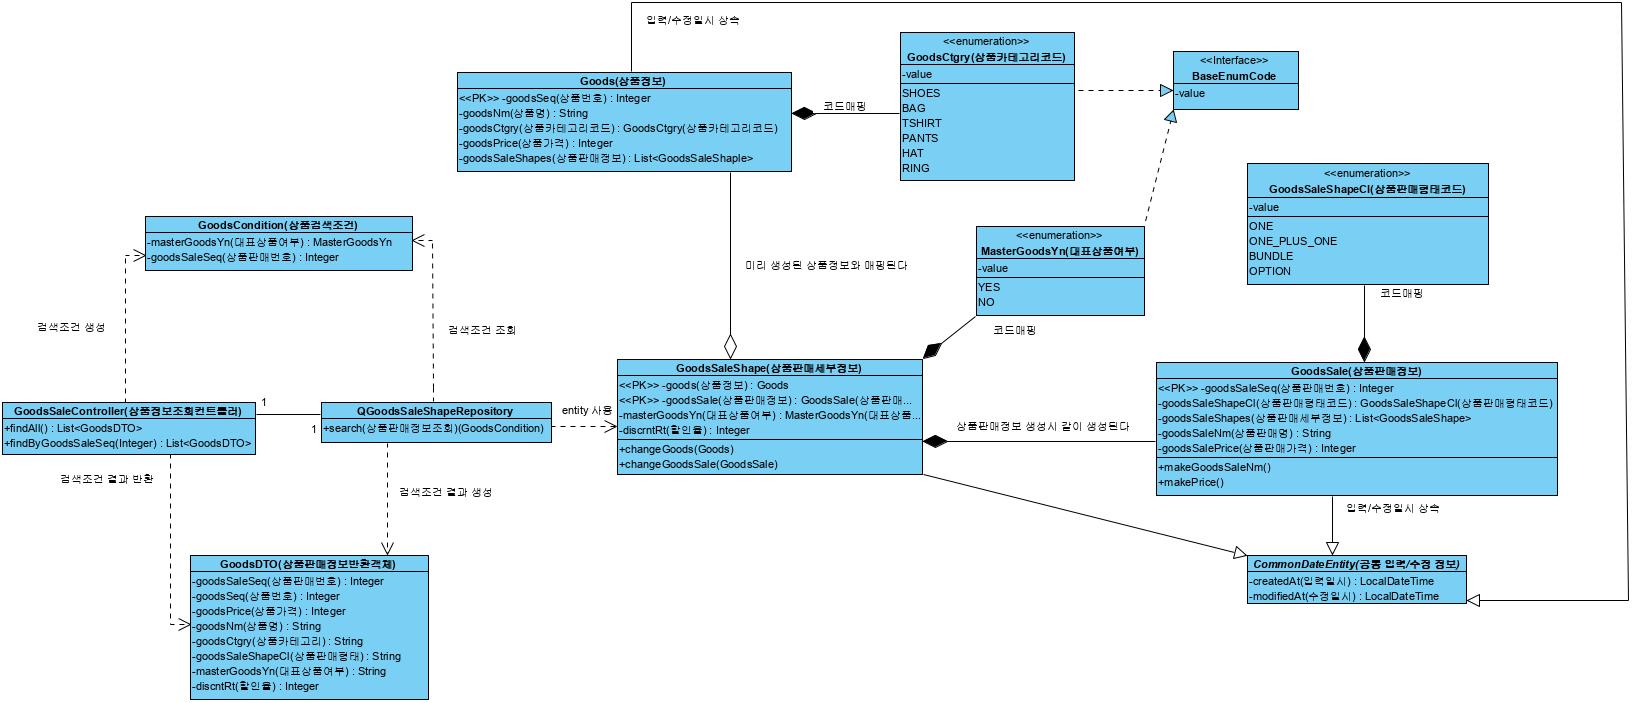 입력/수정일시 상속
Goods(상품정보)
<<PK>> -goodsSeq(상품번호) : Integer
-goodsNm(상품명) : String
-goodsCtgry(상품카테고리코드) : GoodsCtgry(상품카테고리코드)
-goodsPrice(상품가격) : Integer
-goodsSaleShapes(상품판매정보) : List<GoodsSaleShaple>
코드매핑
<<enumeration>>
GoodsCtgry(상품카테고리코드)
-value
SHOES
BAG
TSHIRT
PANTS
HAT
RING
<<Interface>>
BaseEnumCode
-value
<<enumeration>>
GoodsSaleShapeCl(상품판매형태코드)
-value
ONE
ONE_PLUS_ONE
BUNDLE
OPTION
코드매핑
<<enumeration>>
MasterGoodsYn(대표상품여부)
-value
YES
NO
코드매핑
미리 생성된 상품정보와 매핑된다
GoodsCondition(상품검색조건)
-masterGoodsYn(대표상품여부) : MasterGoodsYn
-goodsSaleSeq(상품판매번호) : Integer
검색조건 생성
검색조건 조회
GoodsSaleController(상품정보조회컨트롤러)
+findAll() : List<GoodsDTO>
+findByGoodsSaleSeq(Integer) : List<GoodsDTO>
1
1
QGoodsSaleShapeRepository
+search(상품판매정보조회)(GoodsCondition)
entity 사용
GoodsSaleShape(상품판매세부정보)
<<PK>> -goods(상품정보) : Goods
<<PK>> -goodsSale(상품판매정보) : GoodsSale(상품판매...
-masterGoodsYn(대표상품여부) : MasterGoodsYn(대표상품...
-discrntRt(할인율) : Integer
+changeGoods(Goods)
+changeGoodsSale(GoodsSale)
상품판매정보 생성시 같이 생성된다
GoodsSale(상품판매정보)
<<PK>> -goodsSaleSeq(상품판매번호) : Integer
-goodsSaleShapeCl(상품판매형태코드) : GoodsSaleShapeCl(상품판매형태코드)
-goodsSaleShapes(상품판매세부정보) : List<GoodsSaleShape>
-goodsSaleNm(상품판매명) : String
-goodsSalePrice(상품판매가격) : Integer
+makeGoodsSaleNm()
+makePrice()
입력/수정일시 상속
검색조건 결과 반환
검색조건 결과 생성
GoodsDTO(상품판매정보반환객체)
-goodsSaleSeq(상품판매번호) : Integer
-goodsSeq(상품번호) : Integer
-goodsPrice(상품가격) : Integer
-goodsNm(상품명) : String
-goodsCtgry(상품카테고리) : String
-goodsSaleShapeCl(상품판매형태) : String
-masterGoodsYn(대표상품여부) : String
-discntRt(할인율) : Integer
CommonDateEntity(공통 입력/수정 정보)
-createdAt(입력일시) : LocalDateTime
-modifiedAt(수정일시) : LocalDateTime